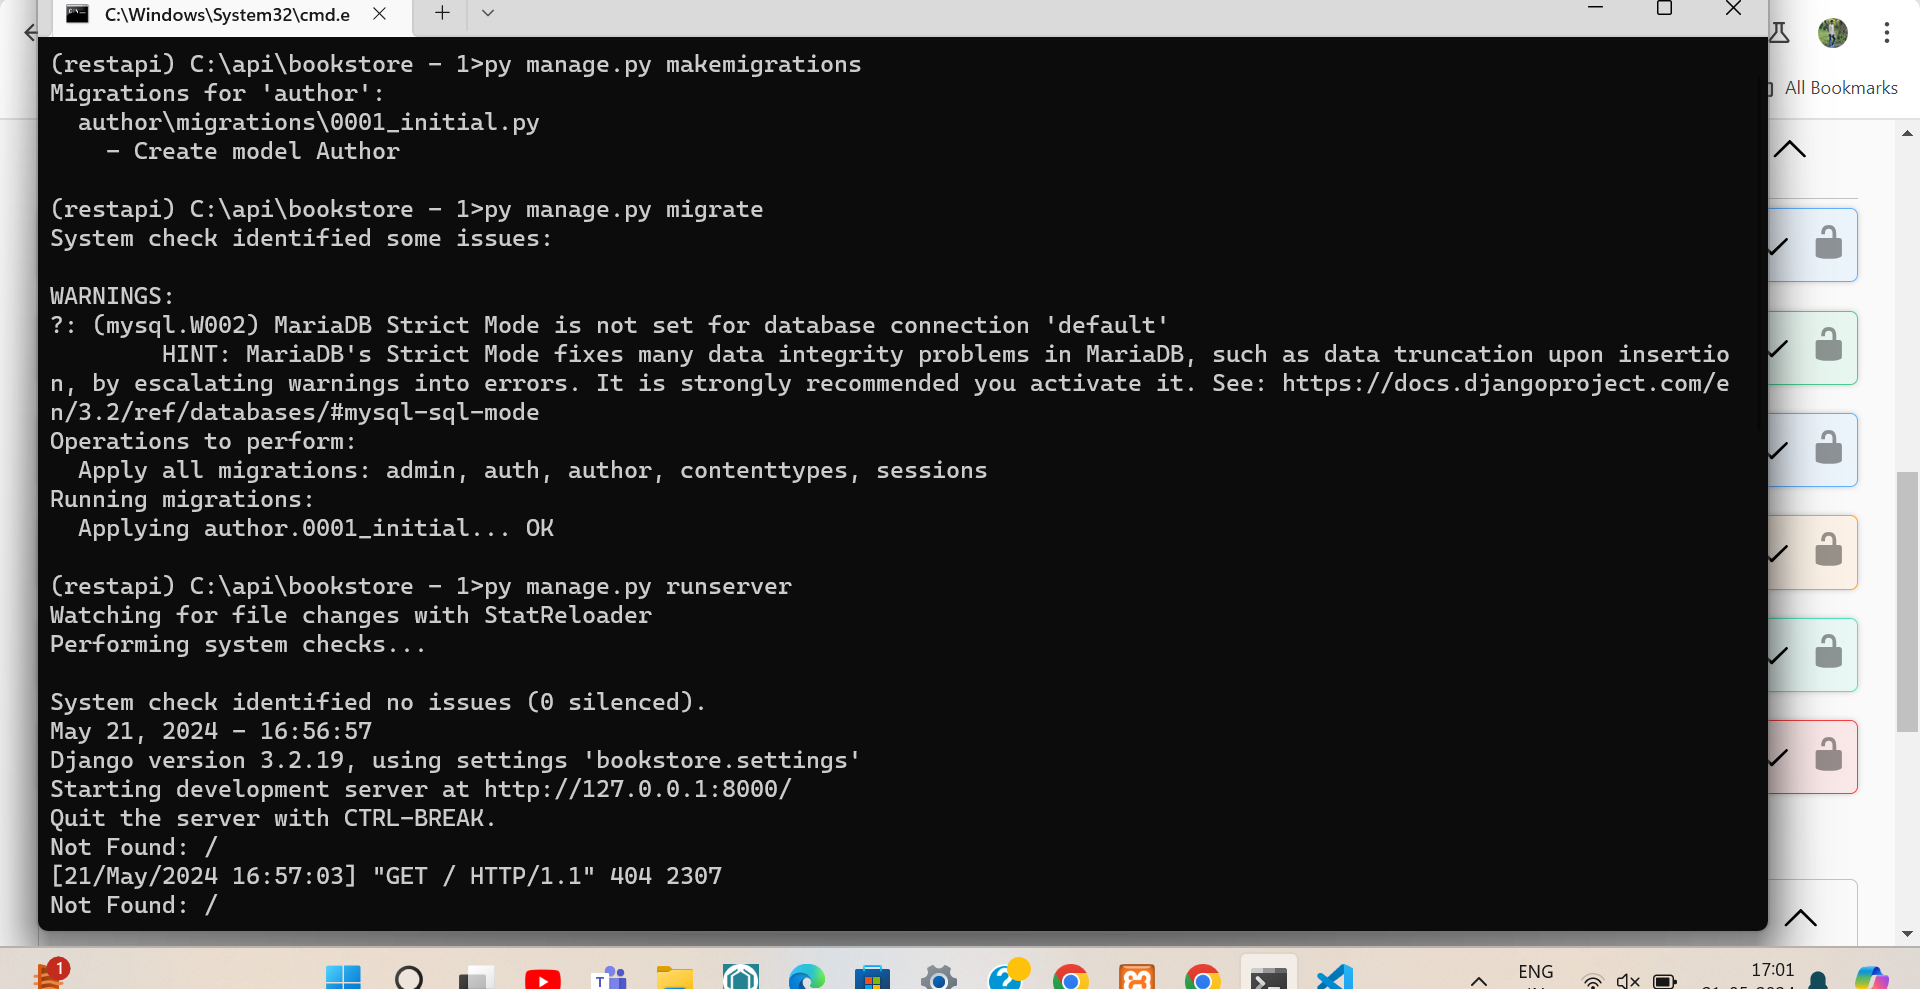 C:\Windows\System32\cmd.e
All Bookmarks
(restapi) C:\api\bookstore - 1>py manage.py makemigrations
Migrations for 'author':
  author\migrations\0001_initial.py
    - Create model Author
(restapi) C:\api\bookstore - 1>py manage.py migrate
System check identified some issues:
WARNINGS:
?: (mysql.W002) MariaDB Strict Mode is not set for database connection 'default'
        HINT: MariaDB's Strict Mode fixes many data integrity problems in MariaDB, such as data truncation upon insertio
n, by escalating warnings into errors. It is strongly recommended you activate it. See: https://docs.djangoproject.com/e
n/3.2/ref/databases/#mysql-sql-mode
Operations to perform:
  Apply all migrations: admin, auth, author, contenttypes, sessions
Running migrations:
  Applying author.0001_initial... OK
(restapi) C:\api\bookstore - 1>py manage.py runserver
Watching for file changes with StatReloader
Performing system checks...
System check identified no issues (0 silenced).
May 21, 2024 - 16:56:57
Django version 3.2.19, using settings 'bookstore.settings'
Starting development server at http://127.0.0.1:8000/
Quit the server with CTRL-BREAK.
Not Found: /
[21/May/2024 16:57:03] "GET / HTTP/1.1" 404 2307
Not Found: /
1
ENG
17:01